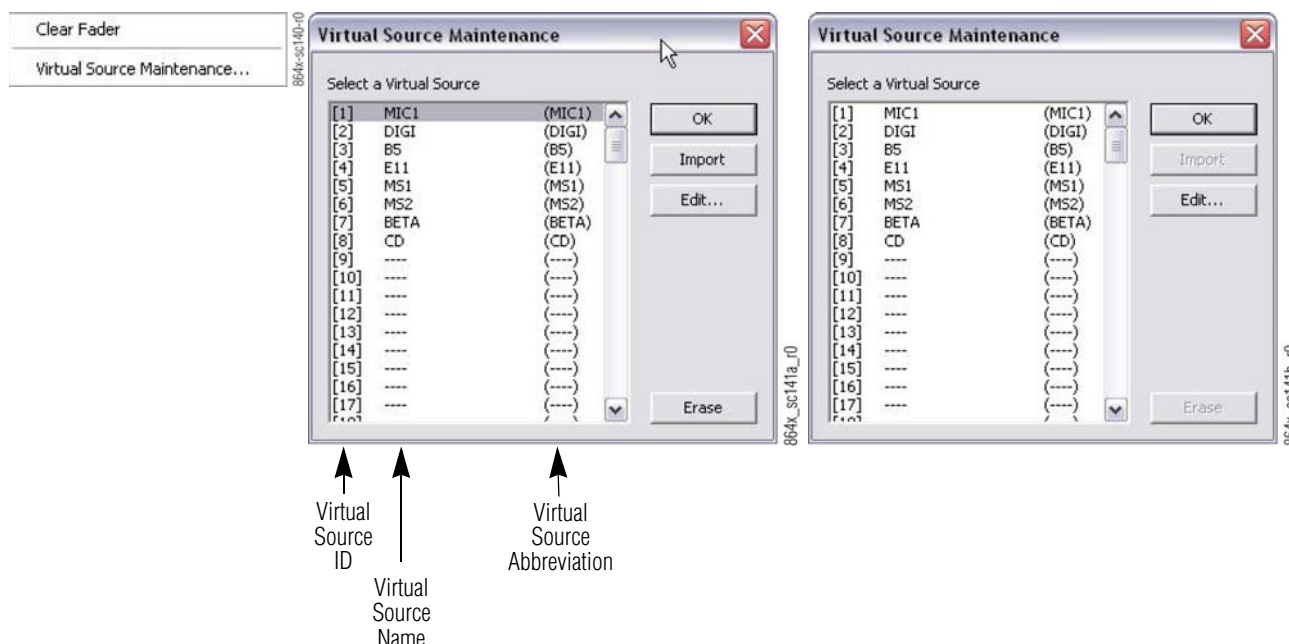 Clear Fader
Virtual Source Maintenance...
864x-sc140-r0
Virtual Source Maintenance
Select a Virtual Source
[1] MIC1 (MIC1)
[2] DIGI (DIGI)
[3] B5 (B5)
[4] E11 (E11)
[5] MS1 (MS1)
[6] MS2 (MS2)
[7] BETA (BETA)
[8] CD (CD)
[9] ---- (----)
[10] ---- (----)
[11] ---- (----)
[12] ---- (----)
[13] ---- (----)
[14] ---- (----)
[15] ---- (----)
[16] ---- (----)
[17] ---- (----)
OK
Import
Edit...
Erase
864x_sc141a_r0
Virtual Source Maintenance
Select a Virtual Source
[1] MIC1 (MIC1)
[2] DIGI (DIGI)
[3] B5 (B5)
[4] E11 (E11)
[5] MS1 (MS1)
[6] MS2 (MS2)
[7] BETA (BETA)
[8] CD (CD)
[9] ---- (----)
[10] ---- (----)
[11] ---- (----)
[12] ---- (----)
[13] ---- (----)
[14] ---- (----)
[15] ---- (----)
[16] ---- (----)
[17] ---- (----)
OK
Import
Edit...
Erase
Virtual
Source
ID
Virtual
Source
Name
Virtual
Source
Abbreviation